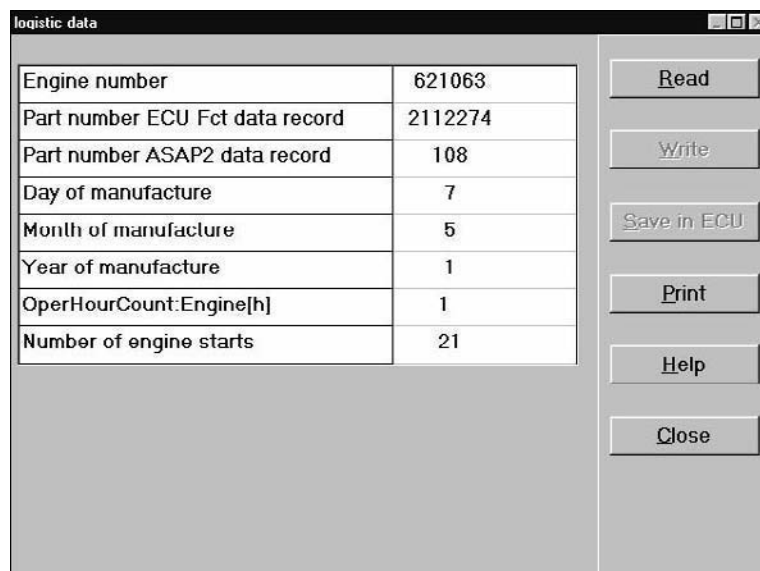 logistic data
Engine number 621063
Part number ECU Fct data record 2112274
Part number ASAP2 data record 108
Day of manufacture 7
Month of manufacture 5
Year of manufacture 1
OperHourCount:Engine[h] 1
Number of engine starts 21
Read
Write
Save in ECU
Print
Help
Close